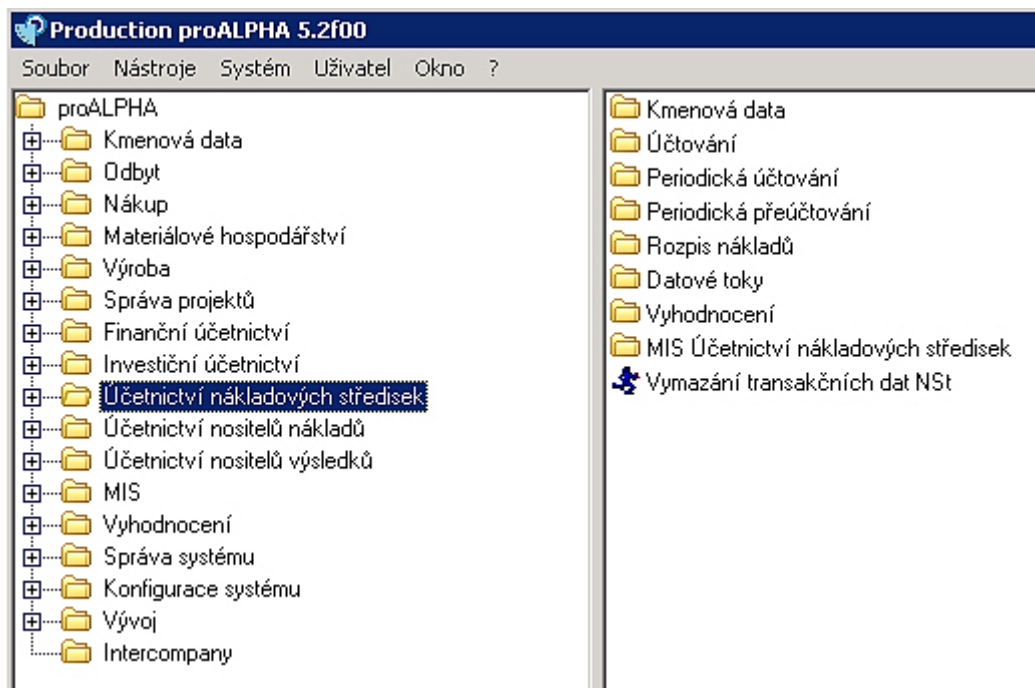 Production proALPHA 5.2f00
Soubor Nástroje Systém Uživatel Okno ?
proALPHA
Kmenová data
Odbyt
Nákup
Materiálové hospodářství
Výroba
Správa projektů
Finanční účetnictví
Investiční účetnictví
Účetnictví nákladových středisek
Účetnictví nositelů nákladů
Účetnictví nositelů výsledků
MIS
Vyhodnocení
Správa systému
Konfigurace systému
Vývoj
Intercompany
Kmenová data
Účtování
Periodická účtování
Periodická přeúčtování
Rozpis nákladů
Datové toky
Vyhodnocení
MIS Účetnictví nákladových středisek
Vymazání transakčních dat NSt